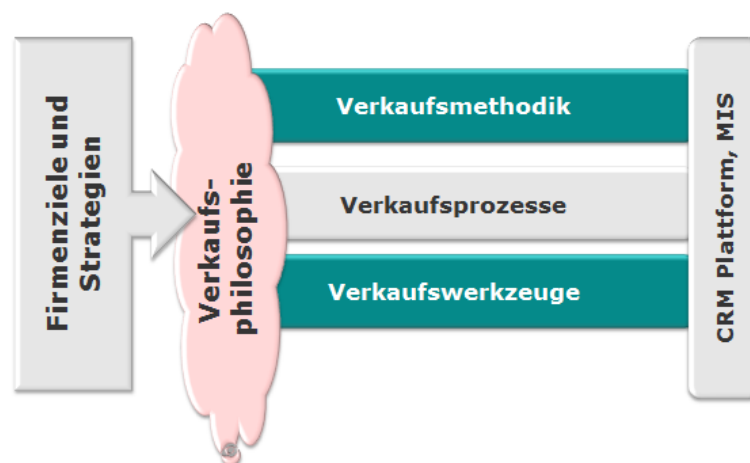 Firmenziele und
Strategien
Verkaufs-
philosophie
Verkaufsmethodik
Verkaufsprozesse
Verkaufswerkzeuge
CRM Plattform, MIS